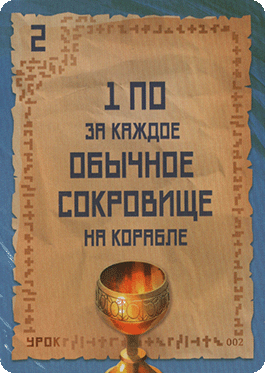 2
1 ПО
ЗА КАЖДОЕ
ОБЫЧНОЕ
СОКРОВИЩЕ
НА КОРАБЛЕ
УРОК
002